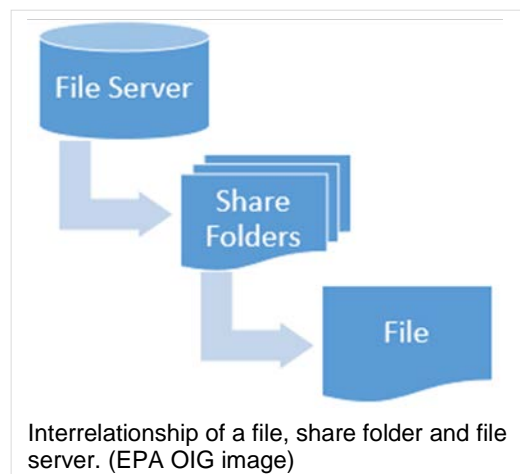 File Server
Share
Folders
File
Interrelationship of a file, share folder and file
server. (EPA OIG image)